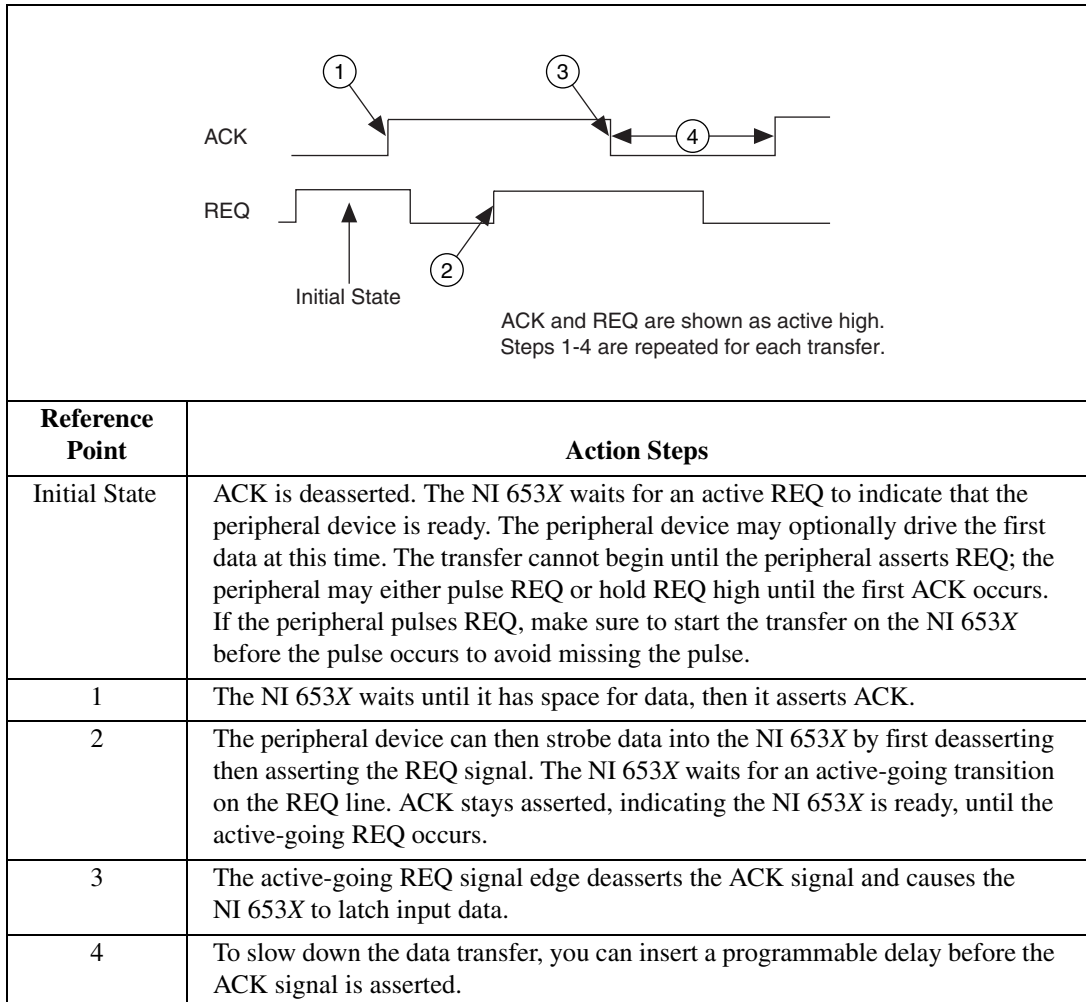 1
3
ACK
4
REQ
2
Initial State
ACK and REQ are shown as active high.
Steps 1-4 are repeated for each transfer.
Reference
Point
Action Steps
Initial State
ACK is deasserted. The NI 653X waits for an active REQ to indicate that the
peripheral device is ready. The peripheral device may optionally drive the first
data at this time. The transfer cannot begin until the peripheral asserts REQ; the
peripheral may either pulse REQ or hold REQ high until the first ACK occurs.
If the peripheral pulses REQ, make sure to start the transfer on the NI 653X
before the pulse occurs to avoid missing the pulse.
1
The NI 653X waits until it has space for data, then it asserts ACK.
2
The peripheral device can then strobe data into the NI 653X by first deasserting
then asserting the REQ signal. The NI 653X waits for an active-going transition
on the REQ line. ACK stays asserted, indicating the NI 653X is ready, until the
active-going REQ occurs.
3
The active-going REQ signal edge deasserts the ACK signal and causes the
NI 653X to latch input data.
4
To slow down the data transfer, you can insert a programmable delay before the
ACK signal is asserted.